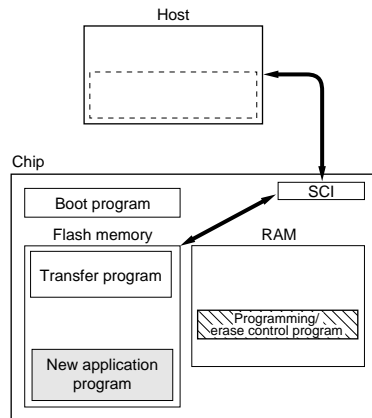 Host
Chip
SCI
Boot program
Flash memory
RAM
Transfer program
Programming/
erase control program
New application
program